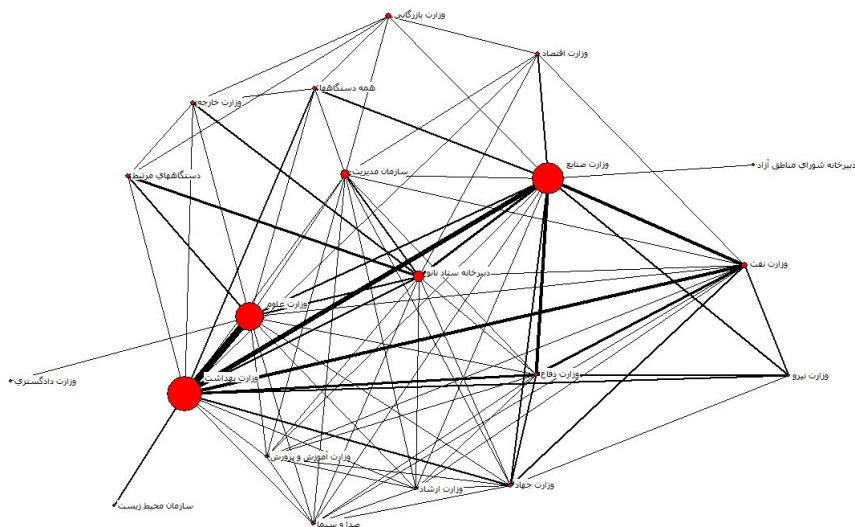 وزارت بازرگانی
وزارت اقتصاد
همه دستگاهها
وزارت خارجه
دبیرخانه شورای مناطق آزاد
وزارت صنایع
سازمان مدیریت
دستگاههای مرتبط
وزارت نفت
دبیرخانه ستاد نانو
وزارت علوم
وزارت دفاع
وزارت نیرو
وزارت بهداشت
وزارت دادگستری
وزارت آموزش و پرورش
وزارت جهاد
وزارت ارشاد
سازمان محیط زیست
صدا و سیما